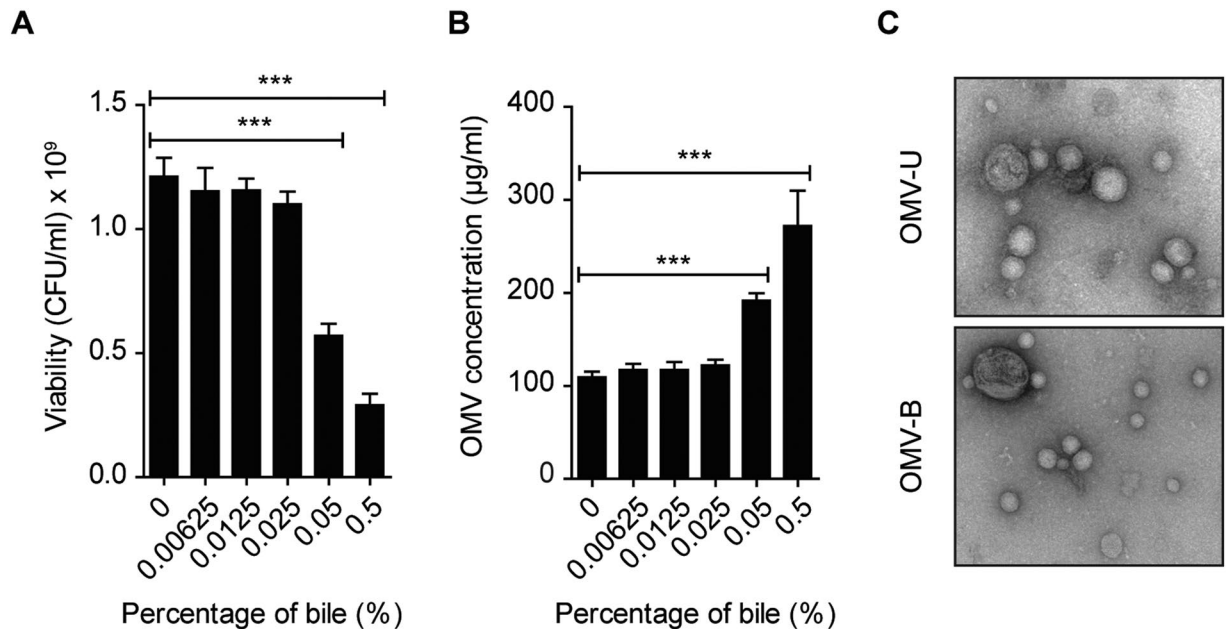 A
Viability (CFU/ml) x 10⁹
1.5
1.0
0.5
0.0
***
***
0
0.00625
0.0125
0.025
0.05
0.5
Percentage of bile (%)
B
OMV concentration (µg/ml)
400
300
200
100
0
***
***
0
0.00625
0.0125
0.025
0.05
0.5
Percentage of bile (%)
C
OMV-U
OMV-B